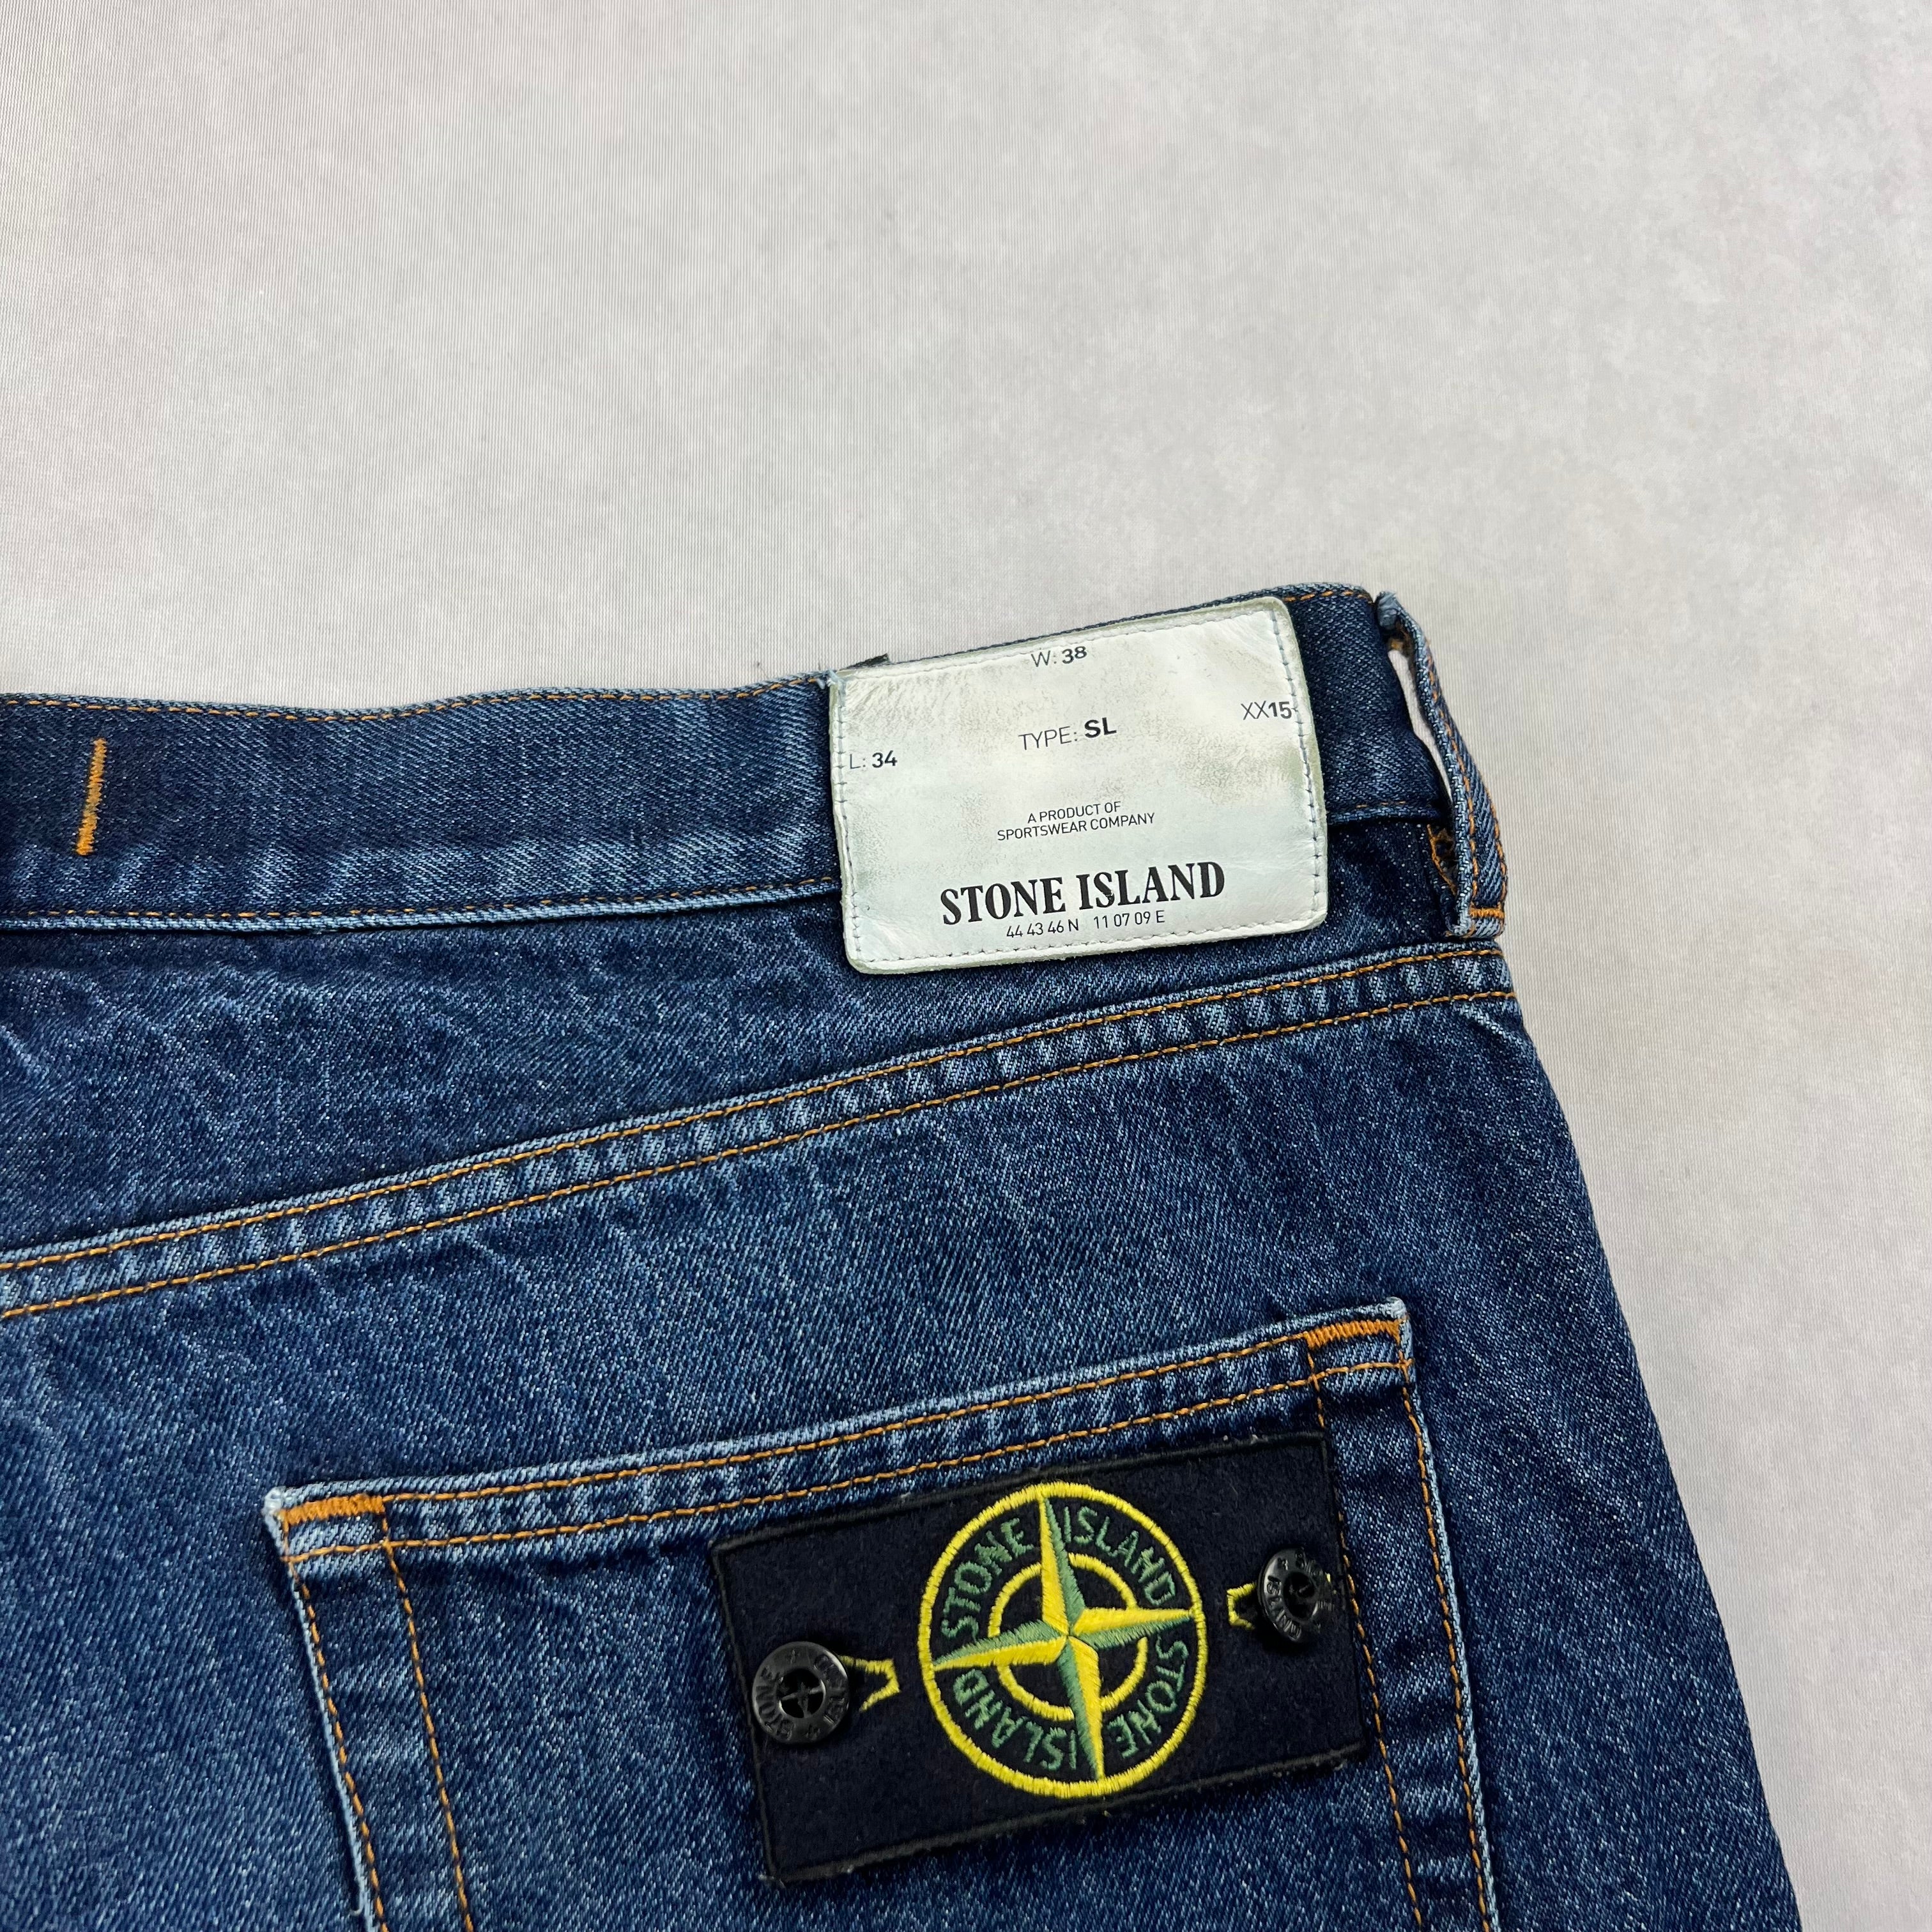 W: 38
TYPE: SL
XX15
L: 34
A PRODUCT OF
SPORTSWEAR COMPANY
STONE ISLAND
44 43 46 N 11 07 09 E
STONE ISLAND
STONE ISLAND
STONE